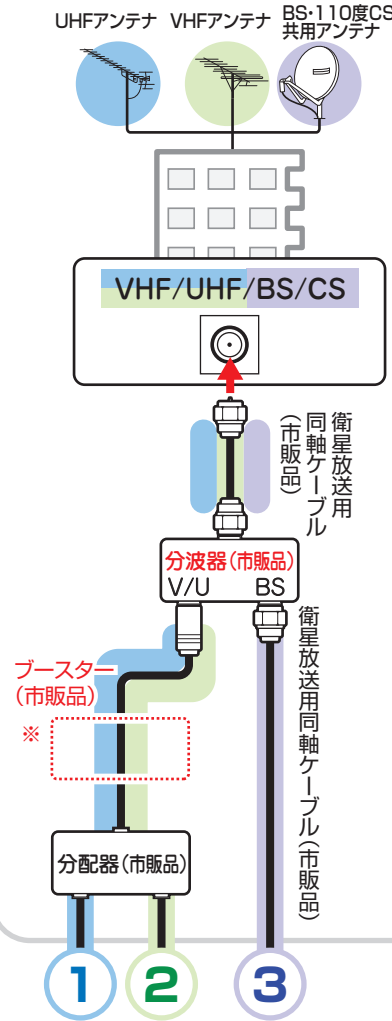 UHFアンテナ VHFアンテナ BS・110度CS
共用アンテナ
VHF/UHF/BS/CS
衛星放送用
同軸ケーブル
(市販品)
分波器(市販品)
V/U BS
衛星放送用同軸ケーブル(市販品)
ブースター
(市販品)
※
分配器(市販品)
1 2 3